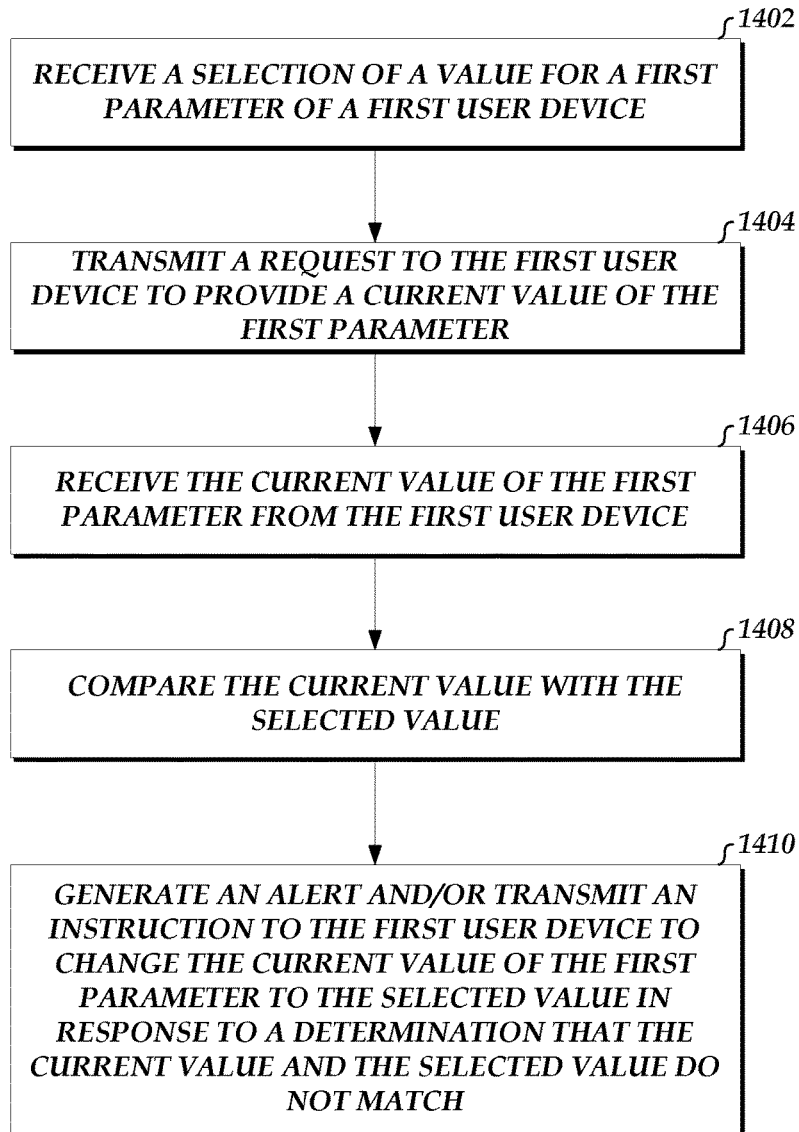 1402
RECEIVE A SELECTION OF A VALUE FOR A FIRST
PARAMETER OF A FIRST USER DEVICE
1404
TRANSMIT A REQUEST TO THE FIRST USER
DEVICE TO PROVIDE A CURRENT VALUE OF THE
FIRST PARAMETER
1406
RECEIVE THE CURRENT VALUE OF THE FIRST
PARAMETER FROM THE FIRST USER DEVICE
1408
COMPARE THE CURRENT VALUE WITH THE
SELECTED VALUE
1410
GENERATE AN ALERT AND/OR TRANSMIT AN
INSTRUCTION TO THE FIRST USER DEVICE TO
CHANGE THE CURRENT VALUE OF THE FIRST
PARAMETER TO THE SELECTED VALUE IN
RESPONSE TO A DETERMINATION THAT THE
CURRENT VALUE AND THE SELECTED VALUE DO
NOT MATCH